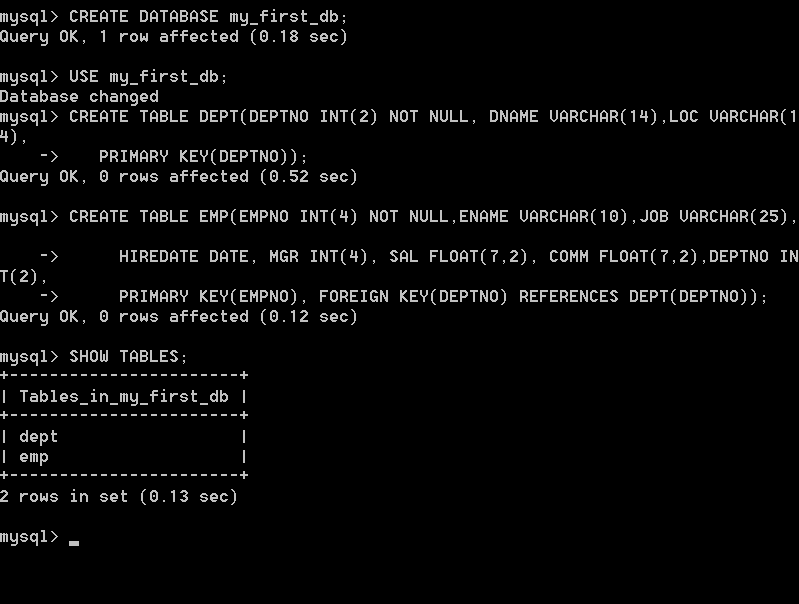 mysql> CREATE DATABASE my_first_db;
Query OK, 1 row affected (0.18 sec)
mysql> USE my_first_db;
Database changed
mysql> CREATE TABLE DEPT(DEPTNO INT(2) NOT NULL, DNAME VARCHAR(14),LOC VARCHAR(1
4),
    ->    PRIMARY KEY(DEPTNO));
Query OK, 0 rows affected (0.52 sec)
mysql> CREATE TABLE EMP(EMPNO INT(4) NOT NULL,ENAME VARCHAR(10),JOB VARCHAR(25),
    ->      HIREDATE DATE, MGR INT(4), SAL FLOAT(7,2), COMM FLOAT(7,2),DEPTNO IN
T(2),
    ->      PRIMARY KEY(EMPNO), FOREIGN KEY(DEPTNO) REFERENCES DEPT(DEPTNO));
Query OK, 0 rows affected (0.12 sec)
mysql> SHOW TABLES;
+-----------------------+
| Tables_in_my_first_db |
+-----------------------+
| dept                  |
| emp                   |
+-----------------------+
2 rows in set (0.13 sec)
mysql> _